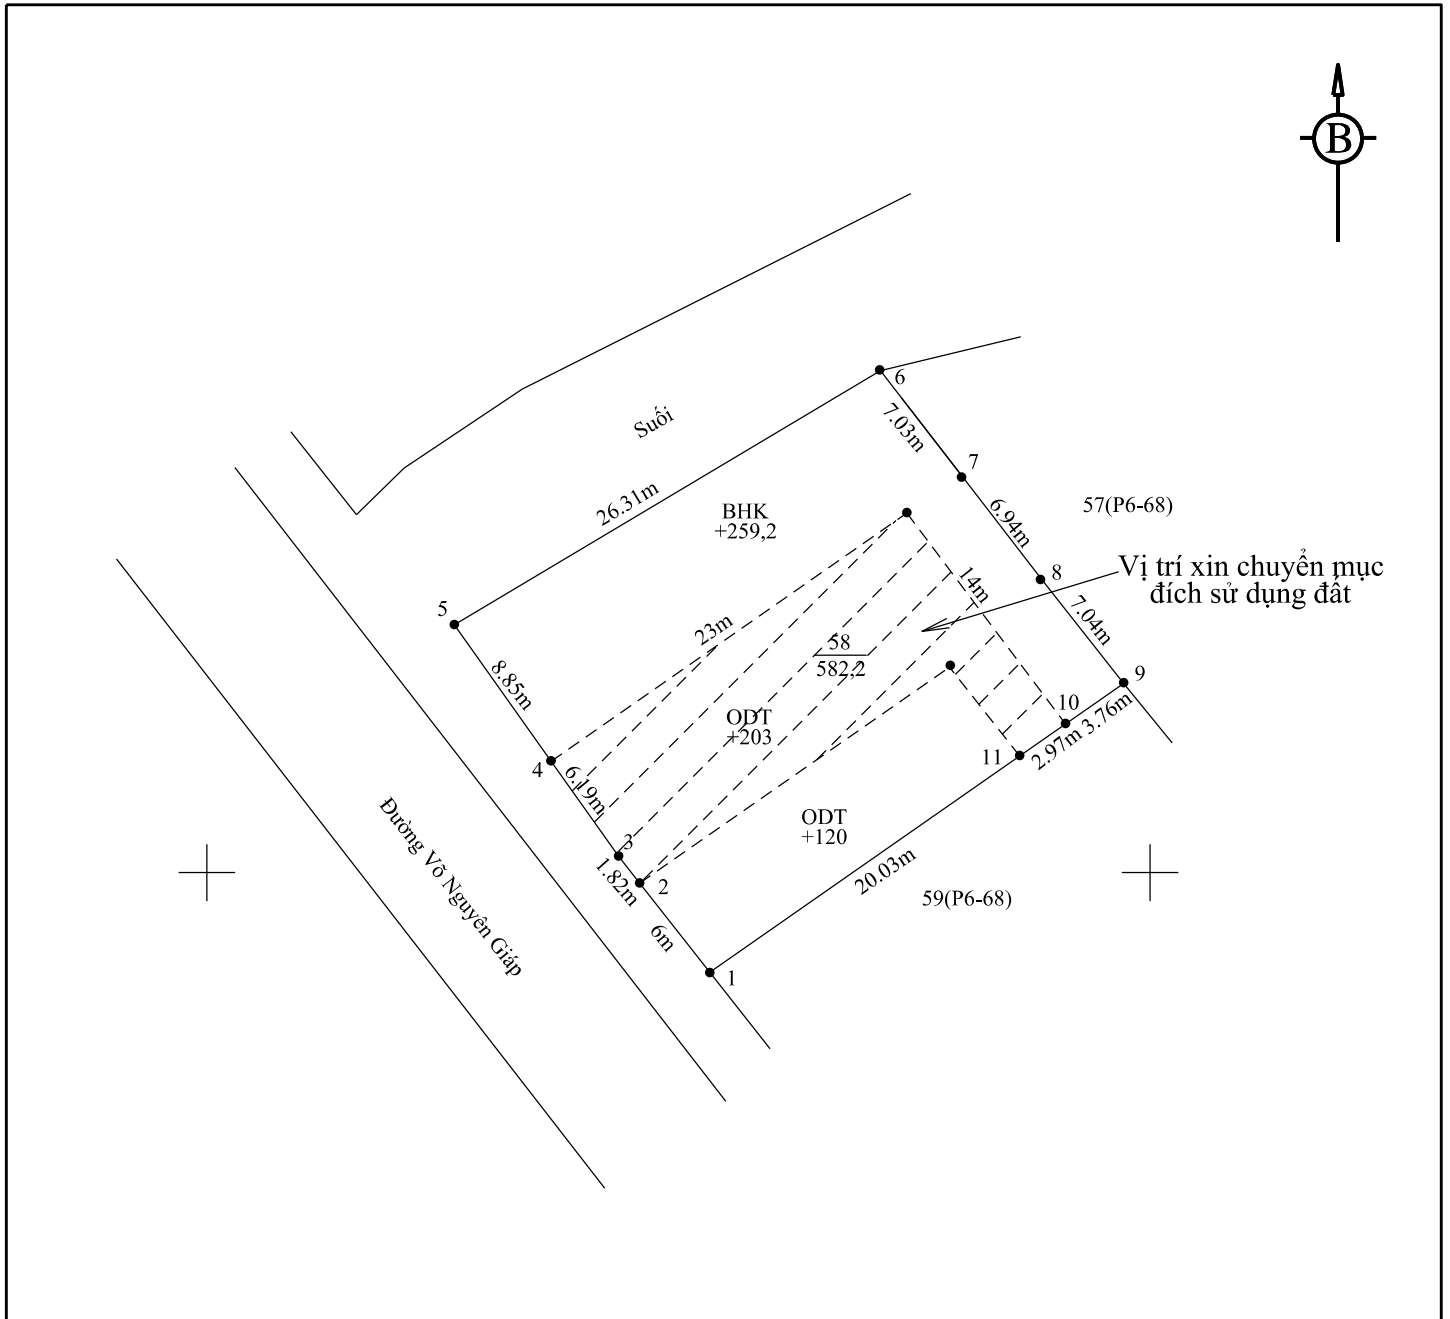 B
Suối
6
7.03m
7
26.31m
6.94m
57(P6-68)
BHK
+259,2
8
Vị trí xin chuyển mục
đích sử dụng đất
14m
7.04m
5
23m
58
582,2
8.85m
9
10
3.76m
2.97m
11
ODT
+203
4
6.19m
3
1.82m
2
ODT
+120
20.03m
59(P6-68)
6m
1
Đường Võ Nguyên Giáp